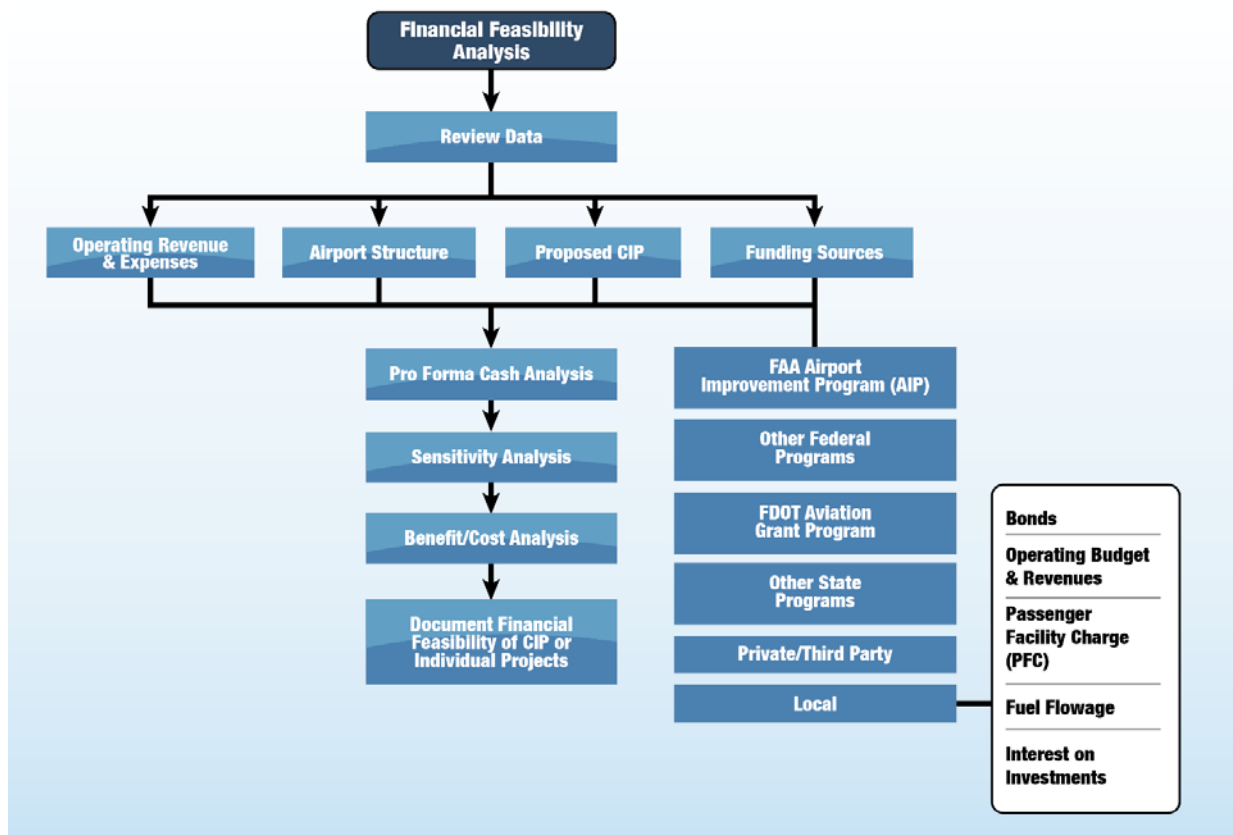 Financial Feasibility
Analysis
Review Data
Operating Revenue
& Expenses
Airport Structure
Proposed CIP
Funding Sources
Pro Forma Cash Analysis
Sensitivity Analysis
Benefit/Cost Analysis
Document Financial
Feasibility of CIP or
Individual Projects
FAA Airport
Improvement Program (AIP)
Other Federal
Programs
FDOT Aviation
Grant Program
Other State
Programs
Private/Third Party
Local
Bonds
Operating Budget
& Revenues
Passenger
Facility Charge
(PFC)
Fuel Flowage
Interest on
Investments